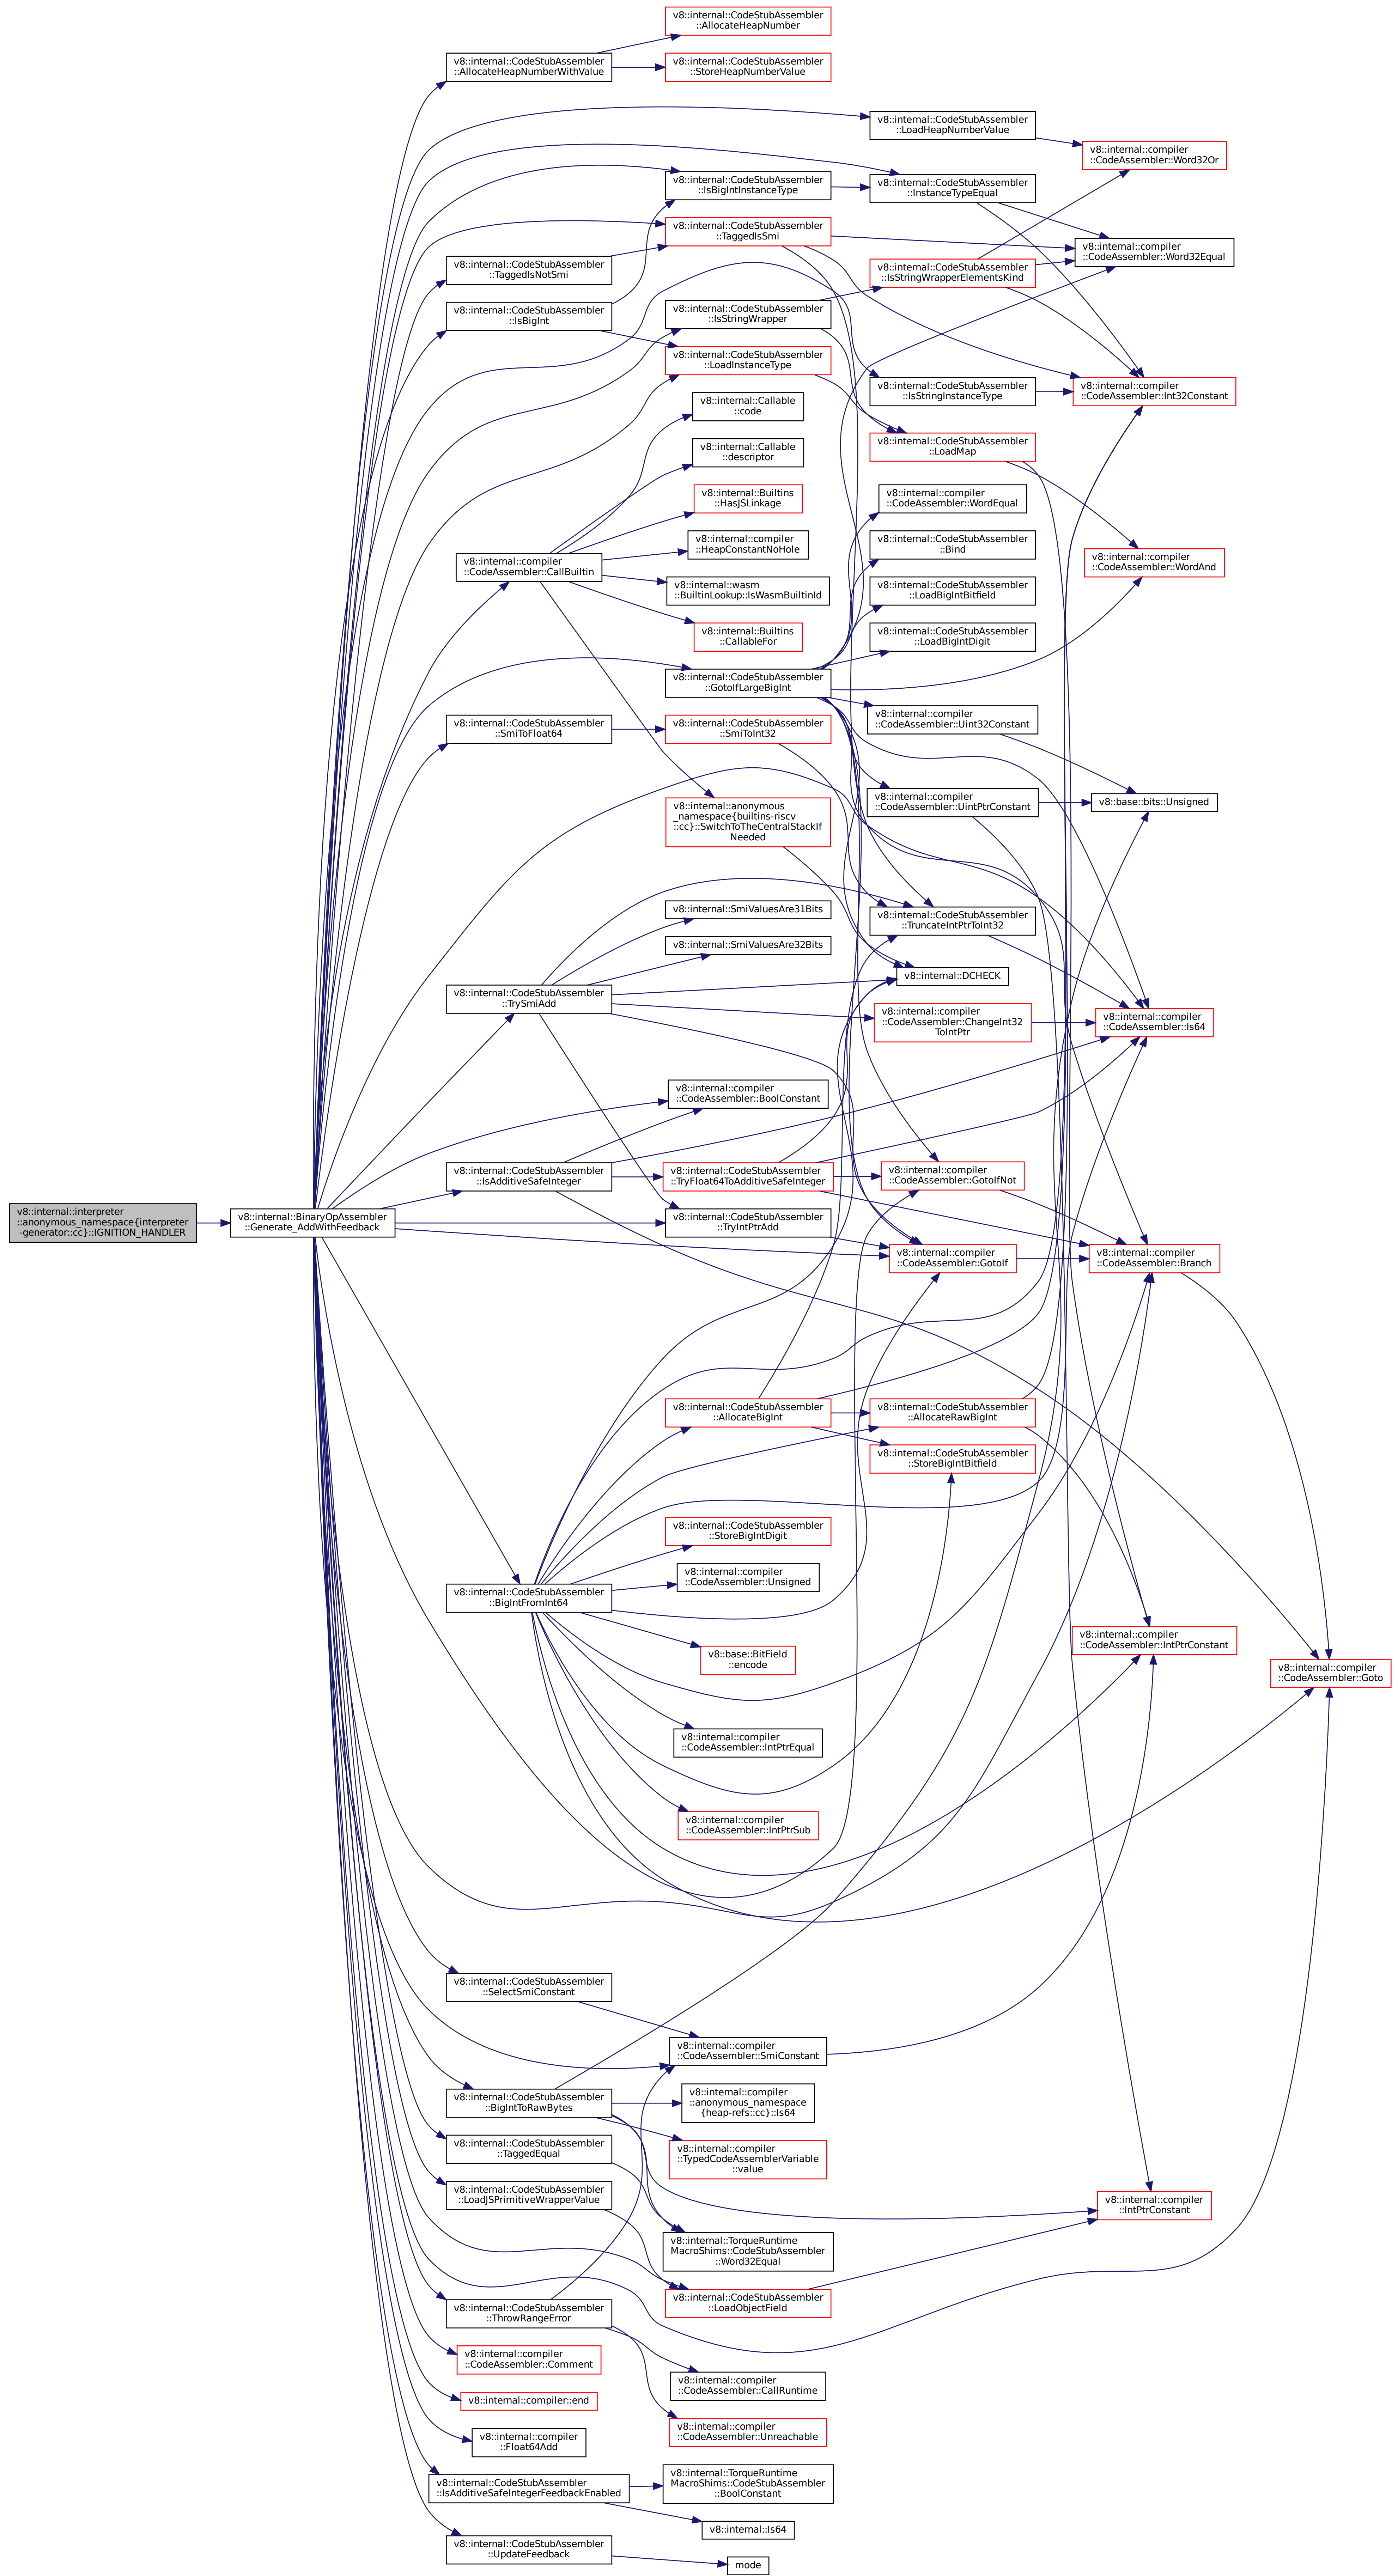 v8::internal::interpreter
::anonymous_namespace{interpreter
-generator::cc}::IGNITION_HANDLER
v8::internal::BinaryOpAssembler
::Generate_AddWithFeedback
v8::internal::CodeStubAssembler
::AllocateHeapNumberWithValue
v8::internal::CodeStubAssembler
::AllocateHeapNumber
v8::internal::CodeStubAssembler
::StoreHeapNumberValue
v8::internal::CodeStubAssembler
::LoadHeapNumberValue
v8::internal::compiler
::CodeAssembler::Word32Or
v8::internal::CodeStubAssembler
::IsBigIntInstanceType
v8::internal::CodeStubAssembler
::InstanceTypeEqual
v8::internal::CodeStubAssembler
::TaggedIsSmi
v8::internal::compiler
::CodeAssembler::Word32Equal
v8::internal::CodeStubAssembler
::TaggedIsNotSmi
v8::internal::CodeStubAssembler
::IsStringWrapperElementsKind
v8::internal::CodeStubAssembler
::IsBigInt
v8::internal::CodeStubAssembler
::IsStringWrapper
v8::internal::CodeStubAssembler
::LoadInstanceType
v8::internal::CodeStubAssembler
::IsStringInstanceType
v8::internal::compiler
::CodeAssembler::Int32Constant
v8::internal::Callable
::code
v8::internal::CodeStubAssembler
::LoadMap
v8::internal::Callable
::descriptor
v8::internal::Builtins
::HasJSLinkage
v8::internal::compiler
::CodeAssembler::WordEqual
v8::internal::compiler
::HeapConstantNoHole
v8::internal::CodeStubAssembler
::Bind
v8::internal::compiler
::CodeAssembler::CallBuiltin
v8::internal::compiler
::CodeAssembler::WordAnd
v8::internal::wasm
::BuiltinLookup::IsWasmBuiltinId
v8::internal::CodeStubAssembler
::LoadBigIntBitfield
v8::internal::Builtins
::CallableFor
v8::internal::CodeStubAssembler
::LoadBigIntDigit
v8::internal::CodeStubAssembler
::GotoIfLargeBigInt
v8::internal::compiler
::CodeAssembler::Uint32Constant
v8::internal::CodeStubAssembler
::SmiToFloat64
v8::internal::CodeStubAssembler
::SmiToInt32
v8::internal::compiler
::CodeAssembler::UintPtrConstant
v8::base::bits::Unsigned
v8::internal::anonymous
_namespace{builtins-riscv
::cc}::SwitchToTheCentralStackIf
Needed
v8::internal::SmiValuesAre31Bits
v8::internal::CodeStubAssembler
::TruncateIntPtrToInt32
v8::internal::SmiValuesAre32Bits
v8::internal::DCHECK
v8::internal::CodeStubAssembler
::TrySmiAdd
v8::internal::compiler
::CodeAssembler::ChangeInt32
ToIntPtr
v8::internal::compiler
::CodeAssembler::Is64
v8::internal::compiler
::CodeAssembler::BoolConstant
v8::internal::CodeStubAssembler
::IsAdditiveSafeInteger
v8::internal::CodeStubAssembler
::TryFloat64ToAdditiveSafeInteger
v8::internal::compiler
::CodeAssembler::GotoIfNot
v8::internal::CodeStubAssembler
::TryIntPtrAdd
v8::internal::compiler
::CodeAssembler::GotoIf
v8::internal::compiler
::CodeAssembler::Branch
v8::internal::CodeStubAssembler
::AllocateBigInt
v8::internal::CodeStubAssembler
::AllocateRawBigInt
v8::internal::CodeStubAssembler
::StoreBigIntBitfield
v8::internal::CodeStubAssembler
::StoreBigIntDigit
v8::internal::CodeStubAssembler
::BigIntFromInt64
v8::internal::compiler
::CodeAssembler::Unsigned
v8::base::BitField
::encode
v8::internal::compiler
::CodeAssembler::IntPtrConstant
v8::internal::compiler
::CodeAssembler::Goto
v8::internal::compiler
::CodeAssembler::IntPtrEqual
v8::internal::compiler
::CodeAssembler::IntPtrSub
v8::internal::CodeStubAssembler
::SelectSmiConstant
v8::internal::compiler
::CodeAssembler::SmiConstant
v8::internal::CodeStubAssembler
::BigIntToRawBytes
v8::internal::compiler
::anonymous_namespace
{heap-refs::cc}::Is64
v8::internal::CodeStubAssembler
::TaggedEqual
v8::internal::compiler
::TypedCodeAssemblerVariable
::value
v8::internal::CodeStubAssembler
::LoadJSPrimitiveWrapperValue
v8::internal::compiler
::IntPtrConstant
v8::internal::TorqueRuntime
MacroShims::CodeStubAssembler
::Word32Equal
v8::internal::CodeStubAssembler
::LoadObjectField
v8::internal::CodeStubAssembler
::ThrowRangeError
v8::internal::compiler
::CodeAssembler::Comment
v8::internal::compiler
::CodeAssembler::CallRuntime
v8::internal::compiler::end
v8::internal::compiler
::CodeAssembler::Unreachable
v8::internal::compiler
::Float64Add
v8::internal::CodeStubAssembler
::IsAdditiveSafeIntegerFeedbackEnabled
v8::internal::TorqueRuntime
MacroShims::CodeStubAssembler
::BoolConstant
v8::internal::Is64
v8::internal::CodeStubAssembler
::UpdateFeedback
mode